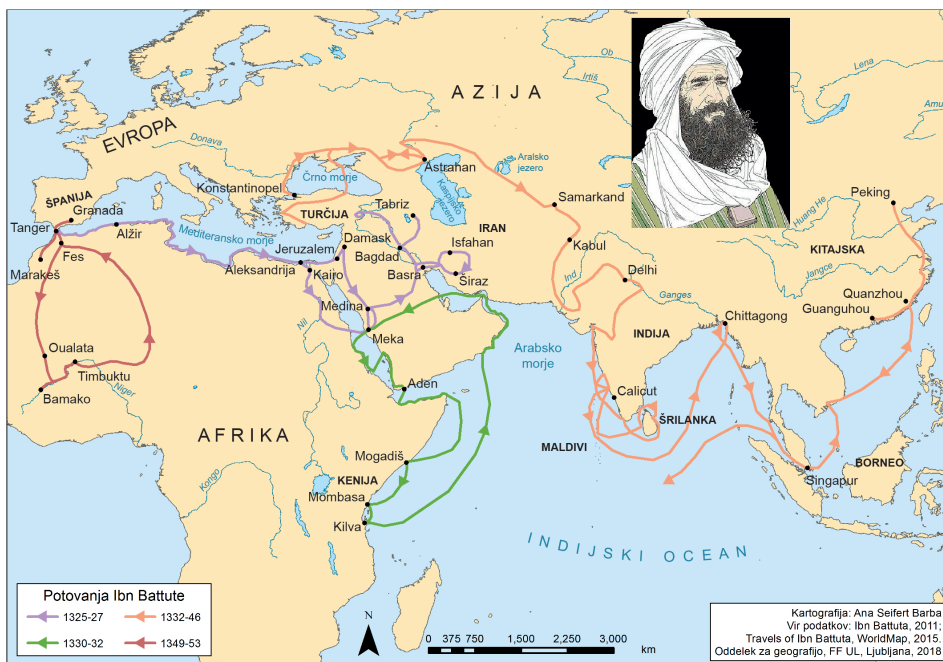 AZIJA
EVROPA
Ob
Irtiš
Lena
Amu
Donava
Črno morje
Astrahan
Aralsko
jezero
Kaspijsko
jezero
Konstantinopel
ŠPANIJA
Granada
TURČIJA
Tabriz
Samarkand
Peking
Huang He
Tanger
Alžir
Mediteransko morje
Damask
IRAN
Isfahan
Kabul
KITAJSKA
Fes
Jeruzalem
Bagdad
Marakeš
Aleksandrija
Kairo
Basra
Širaz
Ind
Delhi
Jangce
Ganges
Quanzhou
Guanguhou
Medina
Nil
Meka
Chittagong
INDIJA
Arabsko
morje
Oualata
Timbuktu
Bamako
Niger
Aden
Calicut
ŠRILANKA
AFRIKA
MALDIVI
Mogadiš
BORNEO
Singapur
Kongo
KENIJA
Mombasa
Kilva
INDIJSKI OCEAN
Potovanja Ibn Battute
1325-27
1332-46
1330-32
1349-53
N
0 375 750 1,500 2,250 3,000
km
Kartografija: Ana Seifert Barba
Vir podatkov: Ibn Battuta, 2011;
Travels of Ibn Battuta, WorldMap, 2015.
Oddelek za geografijo, FF UL, Ljubljana, 2018